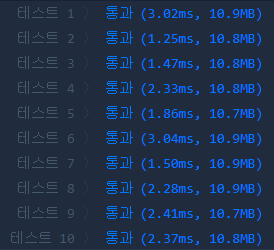 테스트 1 〉 통과 (3.02ms, 10.9MB)
테스트 2 〉 통과 (1.25ms, 10.8MB)
테스트 3 〉 통과 (1.47ms, 10.8MB)
테스트 4 〉 통과 (2.33ms, 10.8MB)
테스트 5 〉 통과 (1.86ms, 10.7MB)
테스트 6 〉 통과 (3.04ms, 10.9MB)
테스트 7 〉 통과 (1.50ms, 10.9MB)
테스트 8 〉 통과 (2.28ms, 10.9MB)
테스트 9 〉 통과 (2.41ms, 10.7MB)
테스트 10 〉 통과 (2.37ms, 10.8MB)